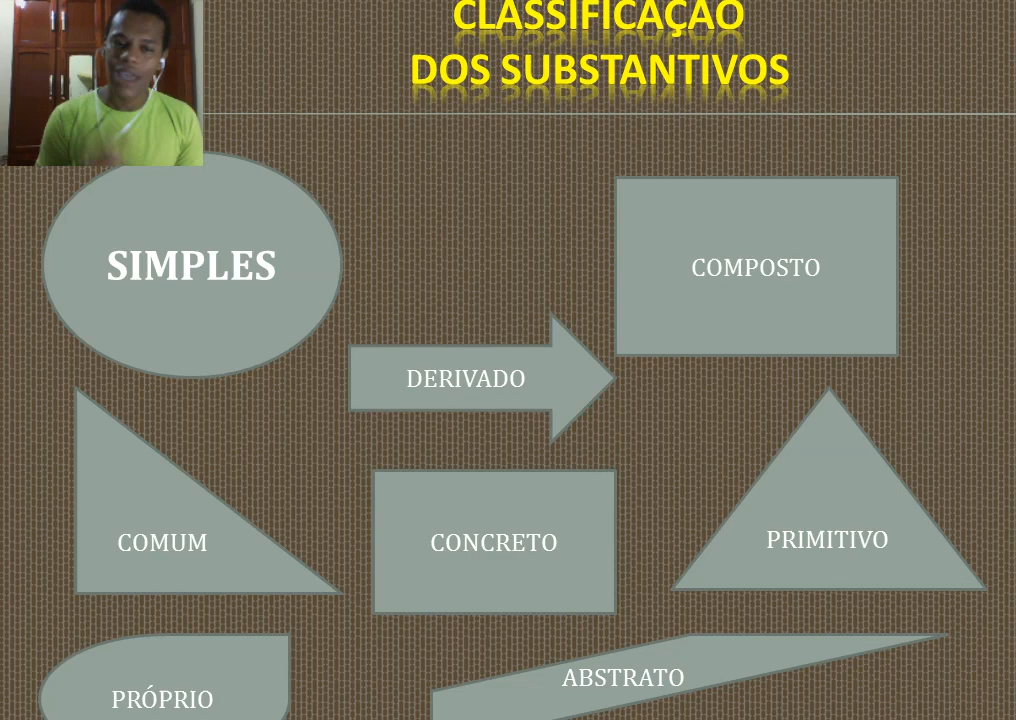 CLASSIFICAÇÃO
DOS SUBSTANTIVOS
SIMPLES
COMPOSTO
DERIVADO
COMUM
CONCRETO
PRIMITIVO
PRÓPRIO
ABSTRATO